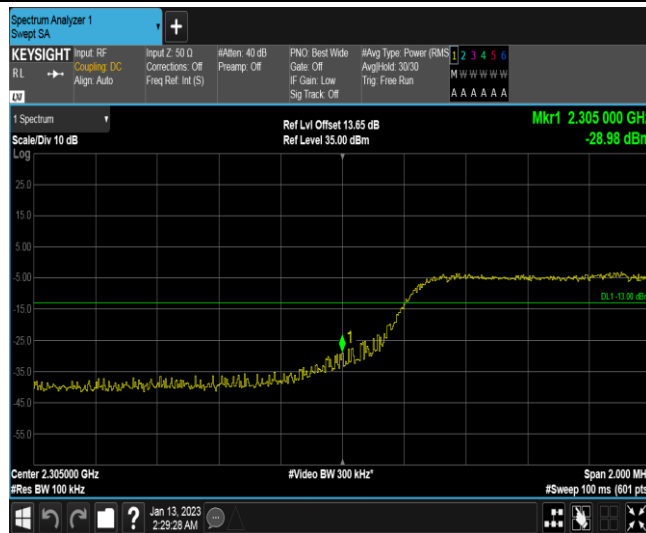 Spectrum Analyzer 1
Swept SA
+
KEYSIGHT
RL
Input: RF
Coupling: DC
Align: Auto
Input Z: 50 Ω
Corrections: Off
Freq Ref: Int (S)
#Atten: 40 dB
Preamp: Off
PNO: Best Wide
Gate: Off
IF Gain: Low
Sig Track: Off
#Avg Type: Power (RMS
Avg|Hold: 30/30
Trig: Free Run
1 2 3 4 5 6
M W W W W W
A A A A A A
1 Spectrum
Scale/Div 10 dB
Log
Ref Lvl Offset 13.65 dB
Ref Level 35.00 dBm
Mkr1 2.305 000 GHz
-28.98 dBm
25.0
15.0
5.00
-5.00
-15.0
-25.0
-35.0
-45.0
-55.0
DL1 -13.00 dBm
1
Center 2.305000 GHz
#Res BW 100 kHz
#Video BW 300 kHz*
Span 2.000 MH
#Sweep 100 ms (601 pts
?
Jan 13, 2023
2:29:28 AM